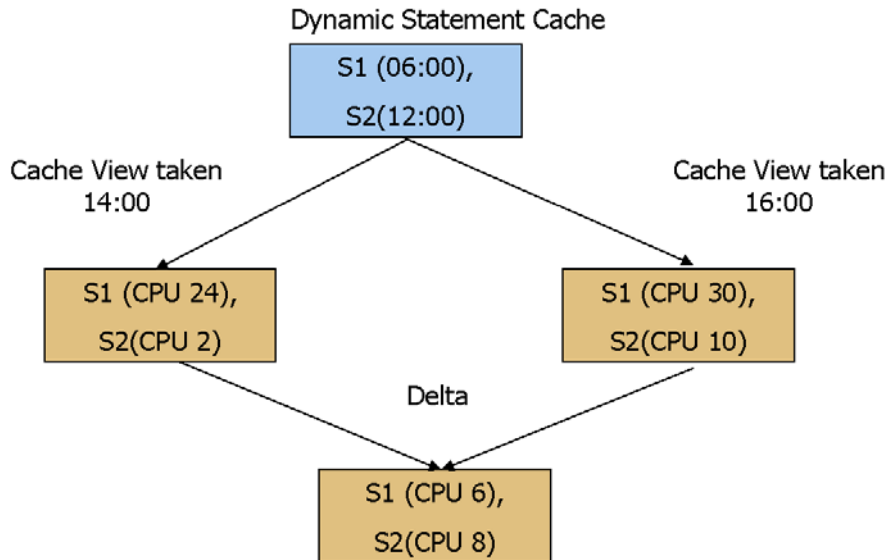 Dynamic Statement Cache
S1 (06:00),
S2(12:00)
Cache View taken
14:00
Cache View taken
16:00
S1 (CPU 24),
S2(CPU 2)
S1 (CPU 30),
S2(CPU 10)
Delta
S1 (CPU 6),
S2(CPU 8)